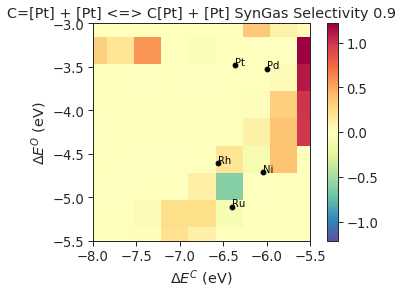 C=[Pt] + [Pt] <=> C[Pt] + [Pt] SynGas Selectivity 0.9
−3.0
−3.5
−4.0
−4.5
−5.0
−5.5
ΔE^O (eV)
Pt
Pd
Rh
Ni
Ru
−8.0 −7.5 −7.0 −6.5 −6.0 −5.5
ΔE^C (eV)
1.0
0.5
0.0
−0.5
−1.0